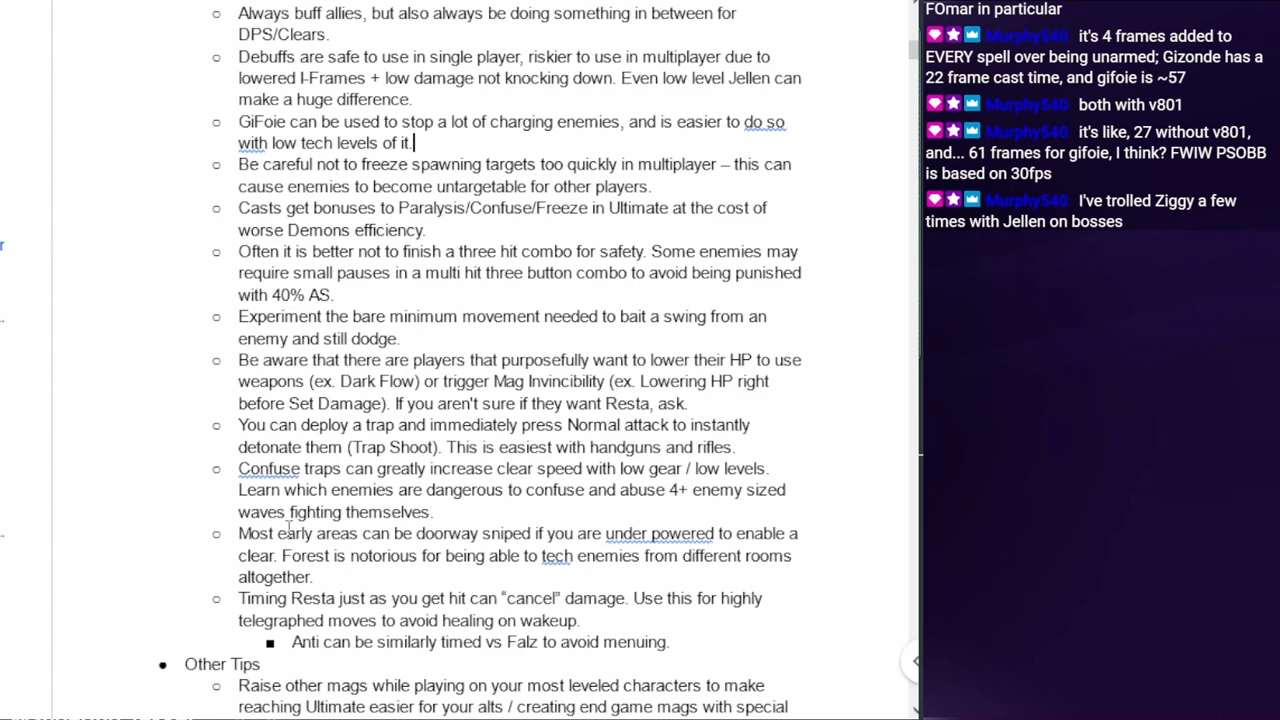 Always buff allies, but also always be doing something in between for
DPS/Clears.
Debuffs are safe to use in single player, riskier to use in multiplayer due to
lowered I-Frames + low damage not knocking down. Even low level Jellen can
make a huge difference.
GiFoie can be used to stop a lot of charging enemies, and is easier to do so
with low tech levels of it.
Be careful not to freeze spawning targets too quickly in multiplayer – this can
cause enemies to become untargetable for other players.
Casts get bonuses to Paralysis/Confuse/Freeze in Ultimate at the cost of
worse Demons efficiency.
Often it is better not to finish a three hit combo for safety. Some enemies may
require small pauses in a multi hit three button combo to avoid being punished
with 40% AS.
Experiment the bare minimum movement needed to bait a swing from an
enemy and still dodge.
Be aware that there are players that purposefully want to lower their HP to use
weapons (ex. Dark Flow) or trigger Mag Invincibility (ex. Lowering HP right
before Set Damage). If you aren't sure if they want Resta, ask.
You can deploy a trap and immediately press Normal attack to instantly
detonate them (Trap Shoot). This is easiest with handguns and rifles.
Confuse traps can greatly increase clear speed with low gear / low levels.
Learn which enemies are dangerous to confuse and abuse 4+ enemy sized
waves fighting themselves.
Most early areas can be doorway sniped if you are under powered to enable a
clear. Forest is notorious for being able to tech enemies from different rooms
altogether.
Timing Resta just as you get hit can “cancel” damage. Use this for highly
telegraphed moves to avoid healing on wakeup.
Anti can be similarly timed vs Falz to avoid menuing.
Other Tips
Raise other mags while playing on your most leveled characters to make
reaching Ultimate easier for your alts / creating end game mags with special
FOmar in particular
Murphy540 it's 4 frames added to
EVERY spell over being unarmed; Gizonde has a
22 frame cast time, and gifoie is ~57
Murphy540 both with v801
Murphy540 it's like, 27 without v801,
and... 61 frames for gifoie, I think? FWIW PSOBB
is based on 30fps
Murphy540 I've trolled Ziggy a few
times with Jellen on bosses